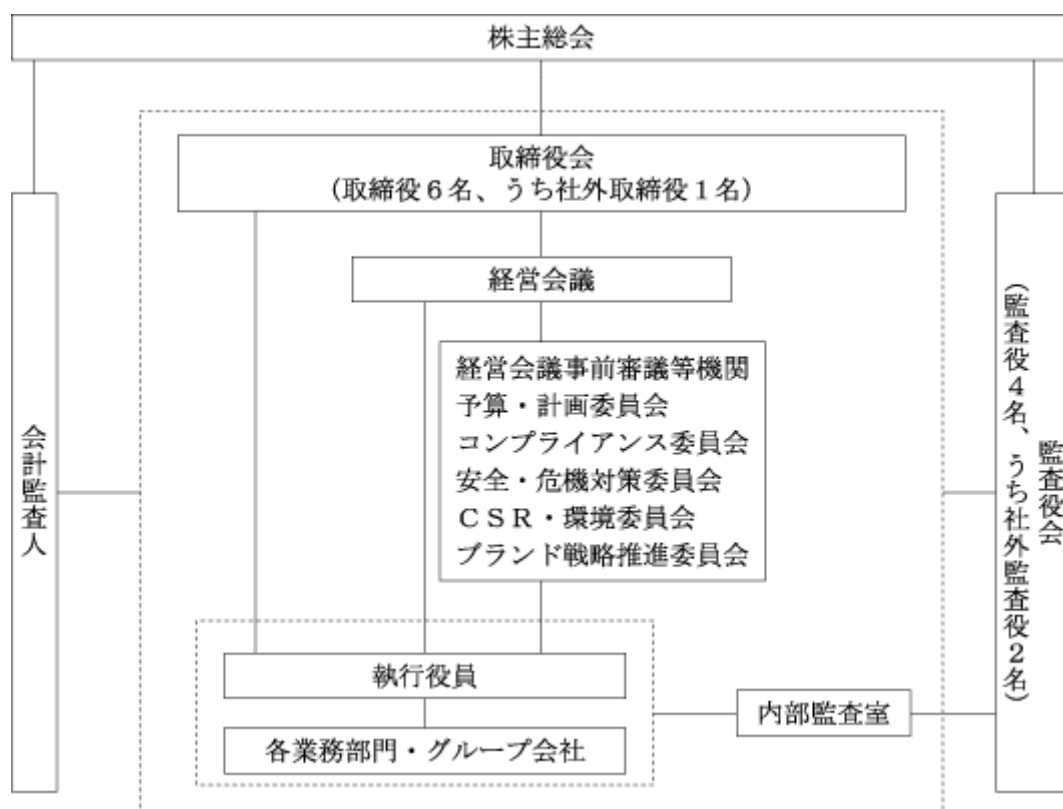 株主総会
取締役会
(取締役6名、うち社外取締役1名)
経営会議
経営会議事前審議等機関
予算・計画委員会
コンプライアンス委員会
安全・危機対策委員会
CSR・環境委員会
ブランド戦略推進委員会
会計監査人
監査役会
(監査役4名、うち社外監査役2名)
執行役員
内部監査室
各業務部門・グループ会社